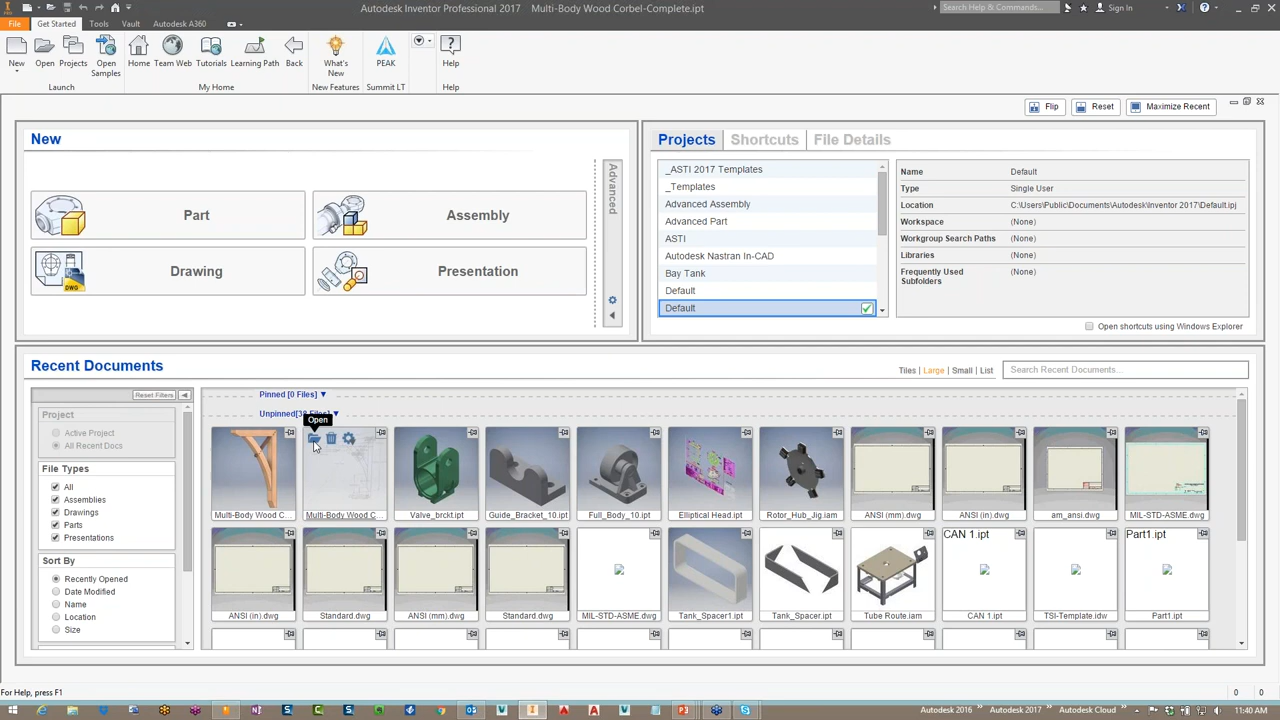 Autodesk Inventor Professional 2017 Multi-Body Wood Corbel-Complete.ipt
Search Help & Commands...
Sign In
File
Get Started
Tools
Vault
Autodesk A360
New
Open
Projects
Open Samples
Home
Team Web
Tutorials
Learning Path
Back
What's New
PEAK
Help
Launch
My Home
New Features
Summit LT
Help
Flip
Reset
Maximize Recent
New
Part
Assembly
Drawing
Presentation
DWG
Advanced
Projects
Shortcuts
File Details
_ASTI 2017 Templates
_Templates
Advanced Assembly
Advanced Part
ASTI
Autodesk Nastran In-CAD
Bay Tank
Default
Default
Name Default
Type Single User
Location C:\Users\Public\Documents\Autodesk\Inventor 2017\Default.ipj
Workspace (None)
Workgroup Search Paths (None)
Libraries (None)
Frequently Used Subfolders (None)
Open shortcuts using Windows Explorer
Recent Documents
Tiles
Large
Small
List
Search Recent Documents...
Reset Filters
Project
Active Project
All Recent Docs
File Types
All
Assemblies
Drawings
Parts
Presentations
Sort By
Recently Opened
Date Modified
Name
Location
Size
Pinned [0 Files]
Open
Multi-Body Wood C...
Multi-Body Wood C...
Valve_brckt.ipt
Guide_Bracket_10.ipt
Full_Body_10.ipt
Elliptical Head.ipt
Rotor_Hub_Jig.iam
ANSI (mm).dwg
ANSI (in).dwg
am_ansi.dwg
MIL-STD-ASME.dwg
CAN 1.ipt
Part1.ipt
ANSI (in).dwg
Standard.dwg
ANSI (mm).dwg
Standard.dwg
MIL-STD-ASME.dwg
Tank_Spacer1.ipt
Tank_Spacer.ipt
Tube Route.iam
CAN 1.ipt
TSI-Template.idw
Part1.ipt
For Help, press F1
0
0
Autodesk 2016
Autodesk 2017
Autodesk Cloud
11:40 AM